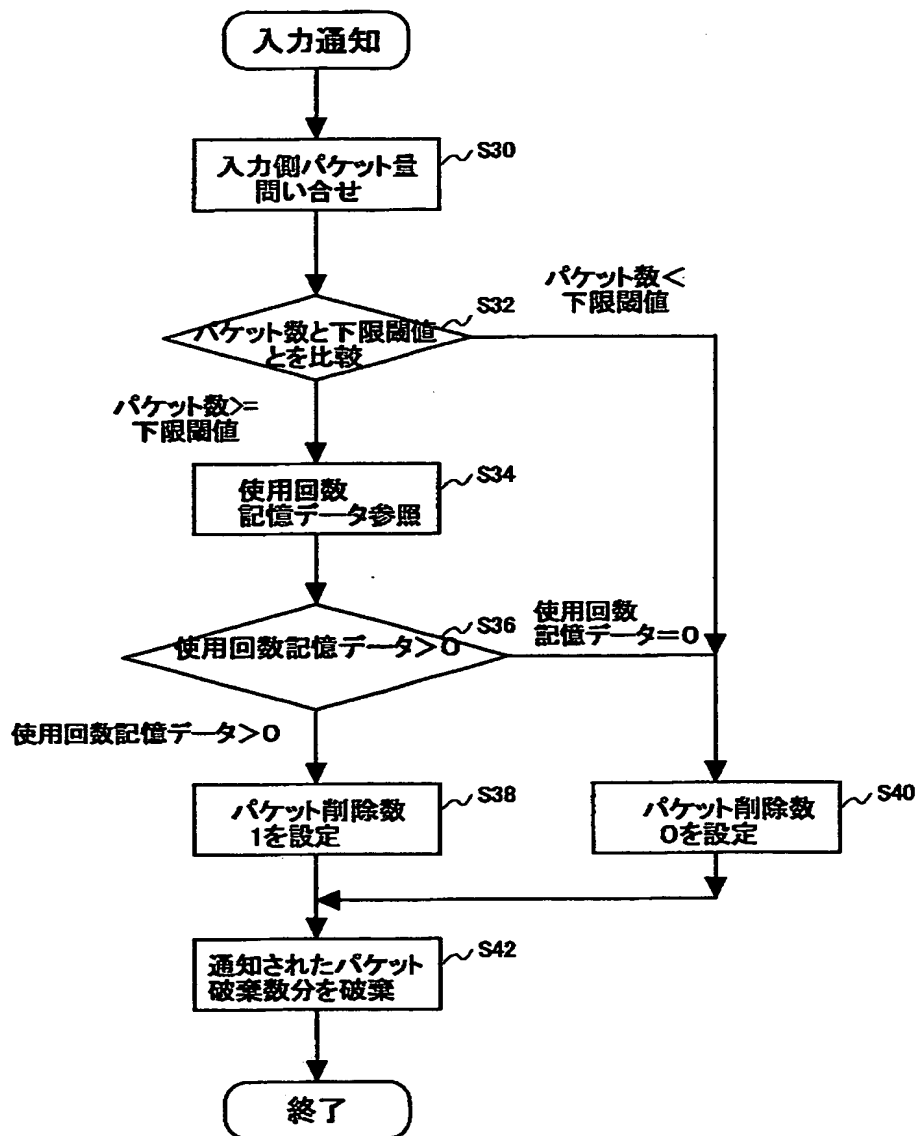 入力通知
入力側パケット量
問い合せ
S30
パケット数<
下限閾値
S32
パケット数と下限閾値
とを比較
パケット数>=
下限閾値
使用回数
記憶データ参照
S34
使用回数記憶データ>0
S36
使用回数
記憶データ=0
使用回数記憶データ>0
パケット削除数
1を設定
S38
パケット削除数
0を設定
S40
通知されたパケット
破棄数分を破棄
S42
終了